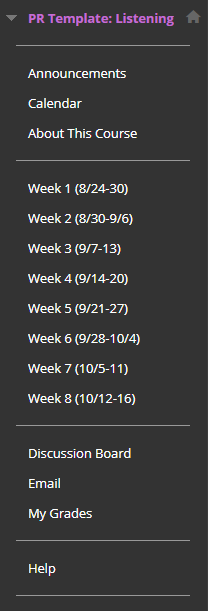 PR Template: Listening
Announcements
Calendar
About This Course
Week 1 (8/24-30)
Week 2 (8/30-9/6)
Week 3 (9/7-13)
Week 4 (9/14-20)
Week 5 (9/21-27)
Week 6 (9/28-10/4)
Week 7 (10/5-11)
Week 8 (10/12-16)
Discussion Board
Email
My Grades
Help